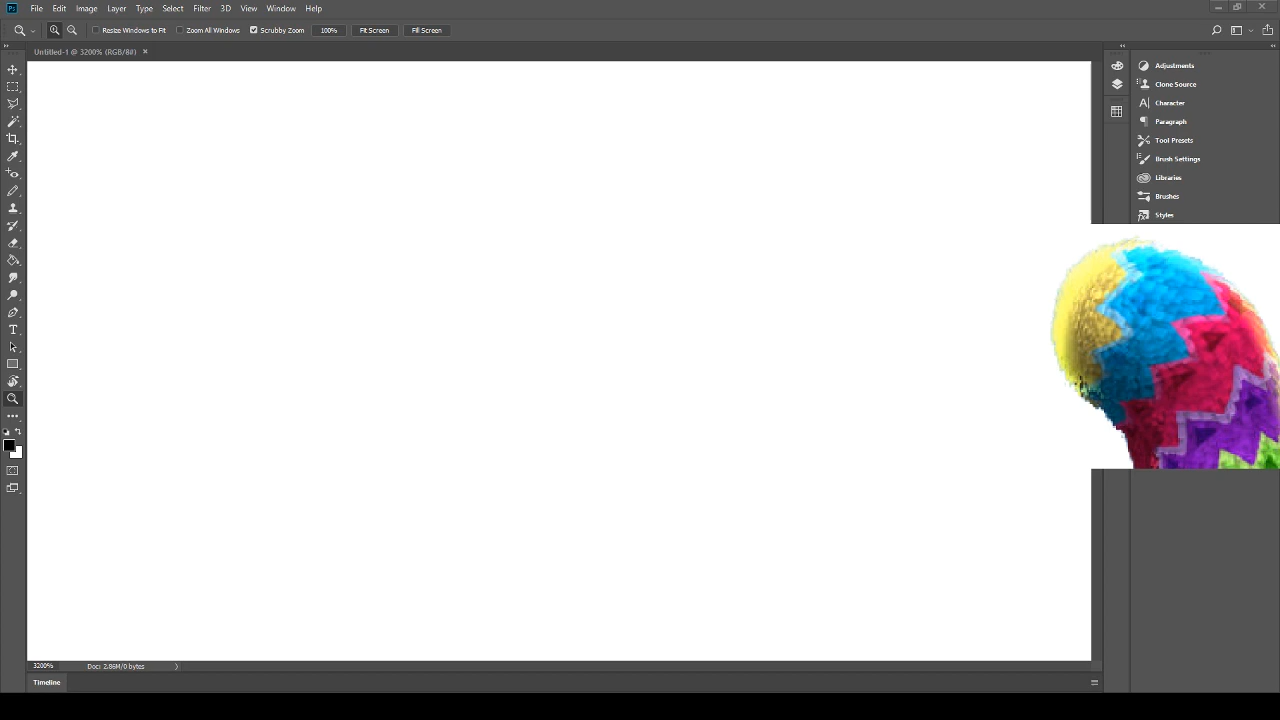 Ps File Edit Image Layer Type Select Filter 3D View Window Help
Resize Windows to Fit Zoom All Windows Scrubby Zoom 100% Fit Screen Fill Screen
Untitled-1 @ 3200% (RGB/8#) ×
Adjustments
Clone Source
Character
Paragraph
Tool Presets
Brush Settings
Libraries
Brushes
Styles
3200% Doc: 2.86M/0 bytes
Timeline